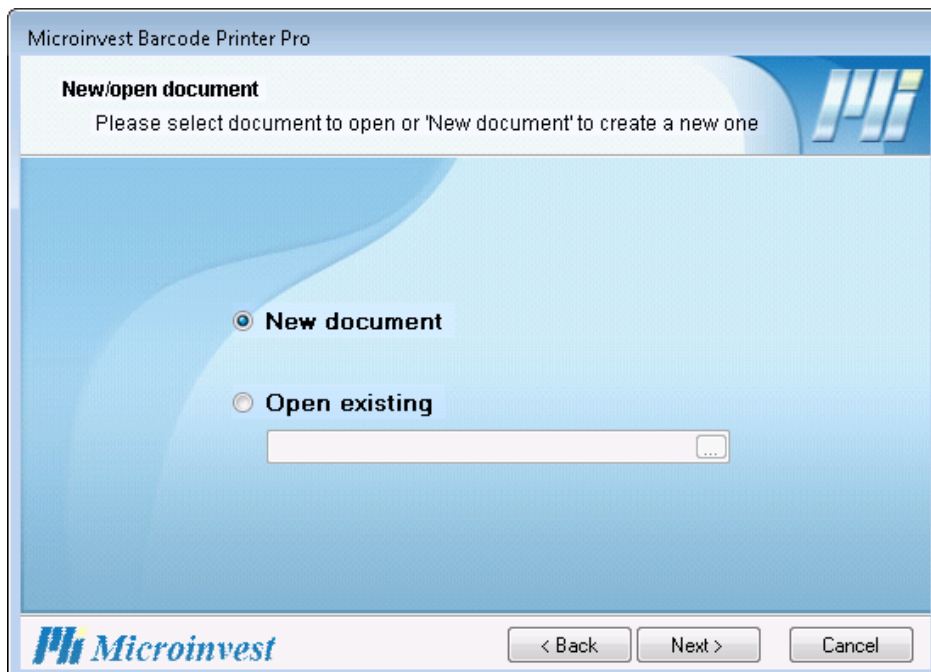 Microinvest Barcode Printer Pro
New/open document
Please select document to open or 'New document' to create a new one
New document
Open existing
...
Microinvest
< Back
Next >
Cancel